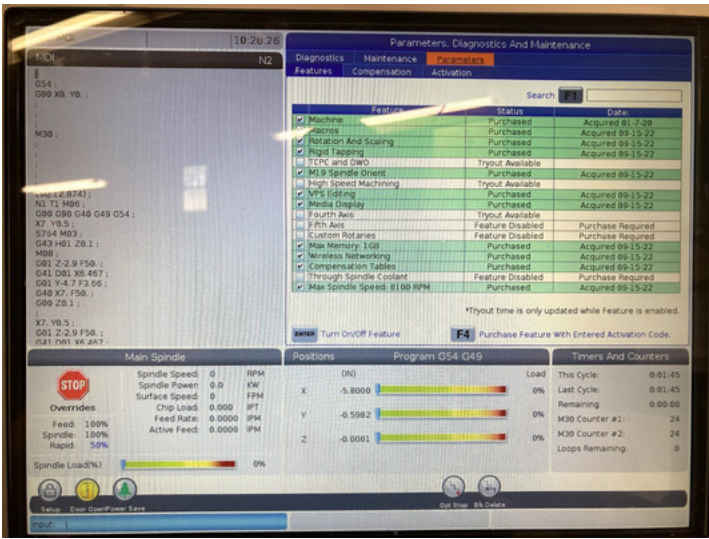 MDI
10:20:26
MDI N2
G54 ;
G00 X0. Y0. ;
;
;
M30 ;
;
;
;
N1 T1 M06 ;
G00 G90 G40 G49 G54 ;
X7. Y0.5 ;
S764 M03 ;
G43 H01 Z0.1 ;
M08 ;
G01 Z-2.9 F50. ;
G41 D01 X6.467 ;
G01 Y-4.7 F3.66 ;
G40 X7. F50. ;
G00 Z0.1 ;
;
X7. Y0.5 ;
G01 Z-2.9 F50. ;
G41 D01 X6.467 ;
Parameters, Diagnostics And Maintenance
Diagnostics Maintenance Parameters
Features Compensation Activation
Search F1
Feature Status Date:
Machine Purchased Acquired 01-7-20
Macros Purchased Acquired 09-15-22
Rotation And Scaling Purchased Acquired 09-15-22
Rigid Tapping Purchased Acquired 09-15-22
TCPC and DWO Tryout Available
M19 Spindle Orient Purchased Acquired 09-15-22
High Speed Machining Tryout Available
VPS Editing Purchased Acquired 09-15-22
Media Display Purchased Acquired 09-15-22
Fourth Axis Tryout Available
Fifth Axis Feature Disabled Purchase Required
Custom Rotaries Feature Disabled Purchase Required
Max Memory: 1GB Purchased Acquired 09-15-22
Wireless Networking Purchased Acquired 09-15-22
Compensation Tables Purchased Acquired 09-15-22
Through Spindle Coolant Feature Disabled Purchase Required
Max Spindle Speed: 8100 RPM Purchased Acquired 09-15-22
*Tryout time is only updated while Feature is enabled.
ENTER Turn On/Off Feature F4 Purchase Feature With Entered Activation Code.
Main Spindle
STOP
Overrides
Feed: 100%
Spindle: 100%
Rapid: 50%
Spindle Speed: 0 RPM
Spindle Power: 0.0 KW
Surface Speed: 0 FPM
Chip Load: 0.000 IPT
Feed Rate: 0.0000 IPM
Active Feed: 0.0000 IPM
Spindle Load(%) 0%
Positions Program G54 G49
(IN) Load
X -5.8000 0%
Y -0.5982 0%
Z -0.0001 0%
Timers And Counters
This Cycle: 0:01:45
Last Cycle: 0:01:45
Remaining 0:00:00
M30 Counter #1: 24
M30 Counter #2: 24
Loops Remaining: 0
Setup Door Open Power Save
Opt Stop Blk Delete
Input: